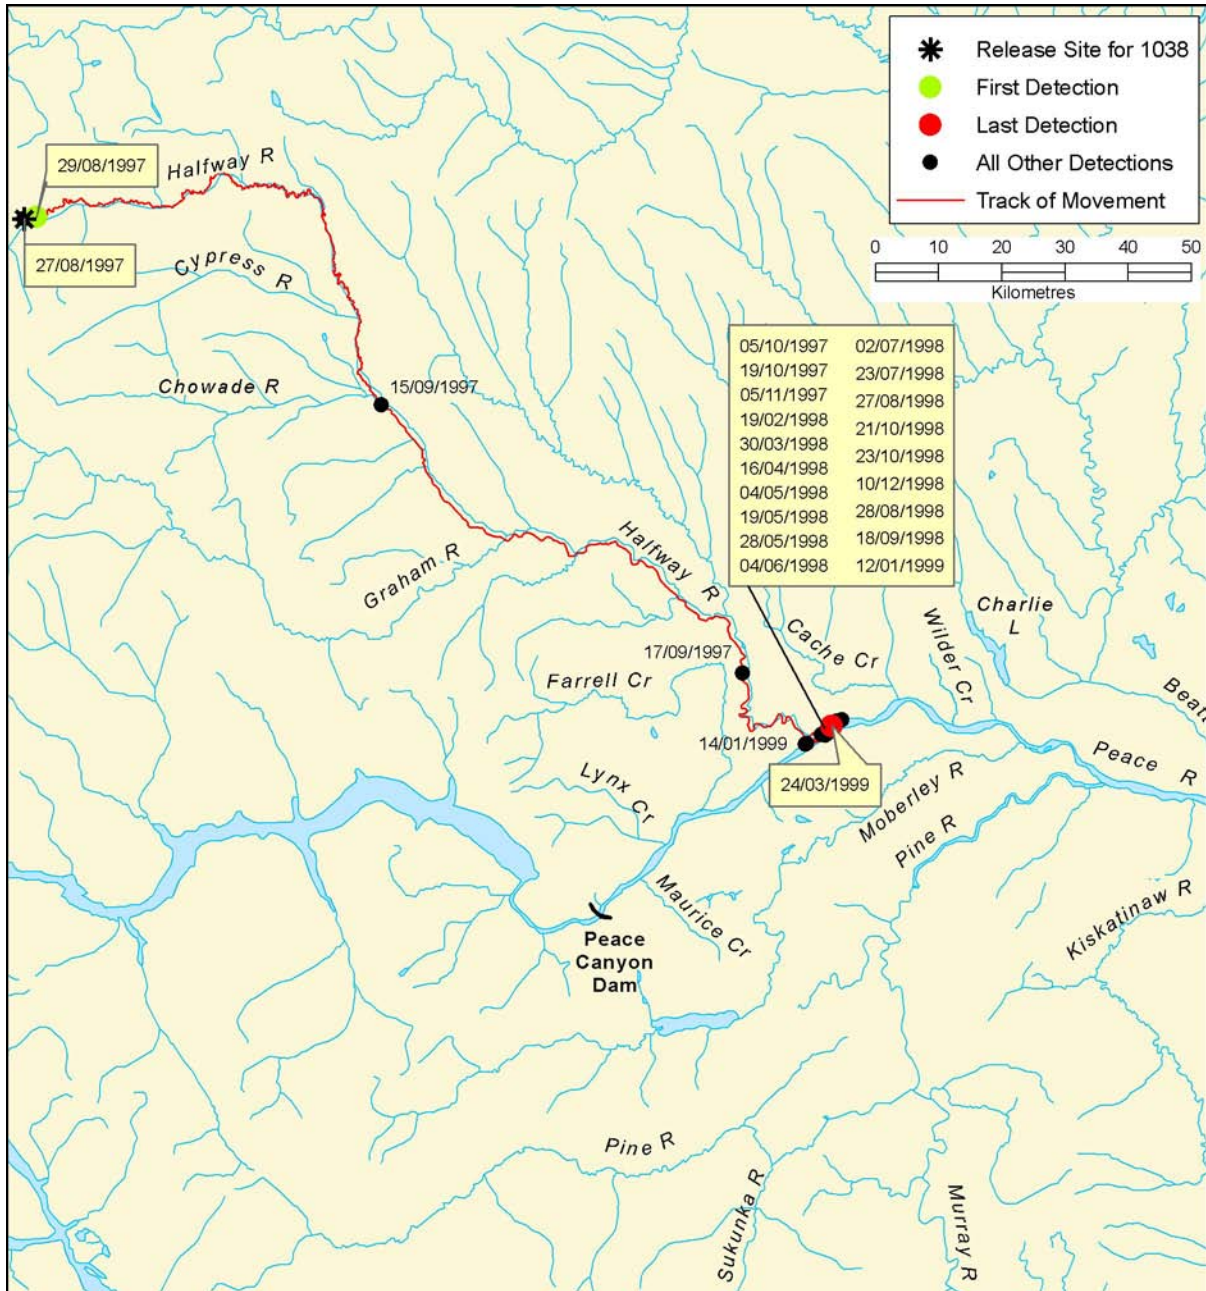 Release Site for 1038
First Detection
Last Detection
All Other Detections
Track of Movement
0 10 20 30 40 50
Kilometres
29/08/1997
Halfway R
27/08/1997
Cypress R
Chowade R
15/09/1997
05/10/1997 02/07/1998
19/10/1997 23/07/1998
05/11/1997 27/08/1998
19/02/1998 21/10/1998
30/03/1998 23/10/1998
16/04/1998 10/12/1998
04/05/1998 28/08/1998
19/05/1998 18/09/1998
28/05/1998 12/01/1999
04/06/1998
Graham R
Halfway R
Charlie
L
Cache Cr
Wilder Cr
17/09/1997
Farrell Cr
Beatt
14/01/1999
Peace R
24/03/1999
Lynx Cr
Moberley R
Pine R
Maurice Cr
Kiskatinaw R
Peace
Canyon
Dam
Pine R
Sukunka R
Murray R